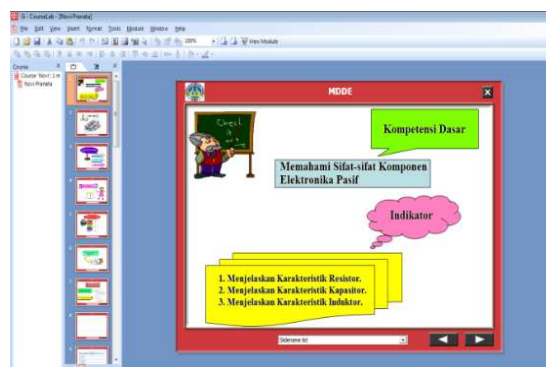 G - CourseLab - [Novi Pranata]
File Edit View Insert Format Tools Module Window Help
100%
View Module
Course
Novi Pranata
MDDE
Check
Kompetensi Dasar
Memahami Sifat-sifat Komponen
Elektronika Pasif
Indikator
1. Menjelaskan Karakteristik Resistor.
2. Menjelaskan Karakteristik Kapasitor.
3. Menjelaskan Karakteristik Induktor.